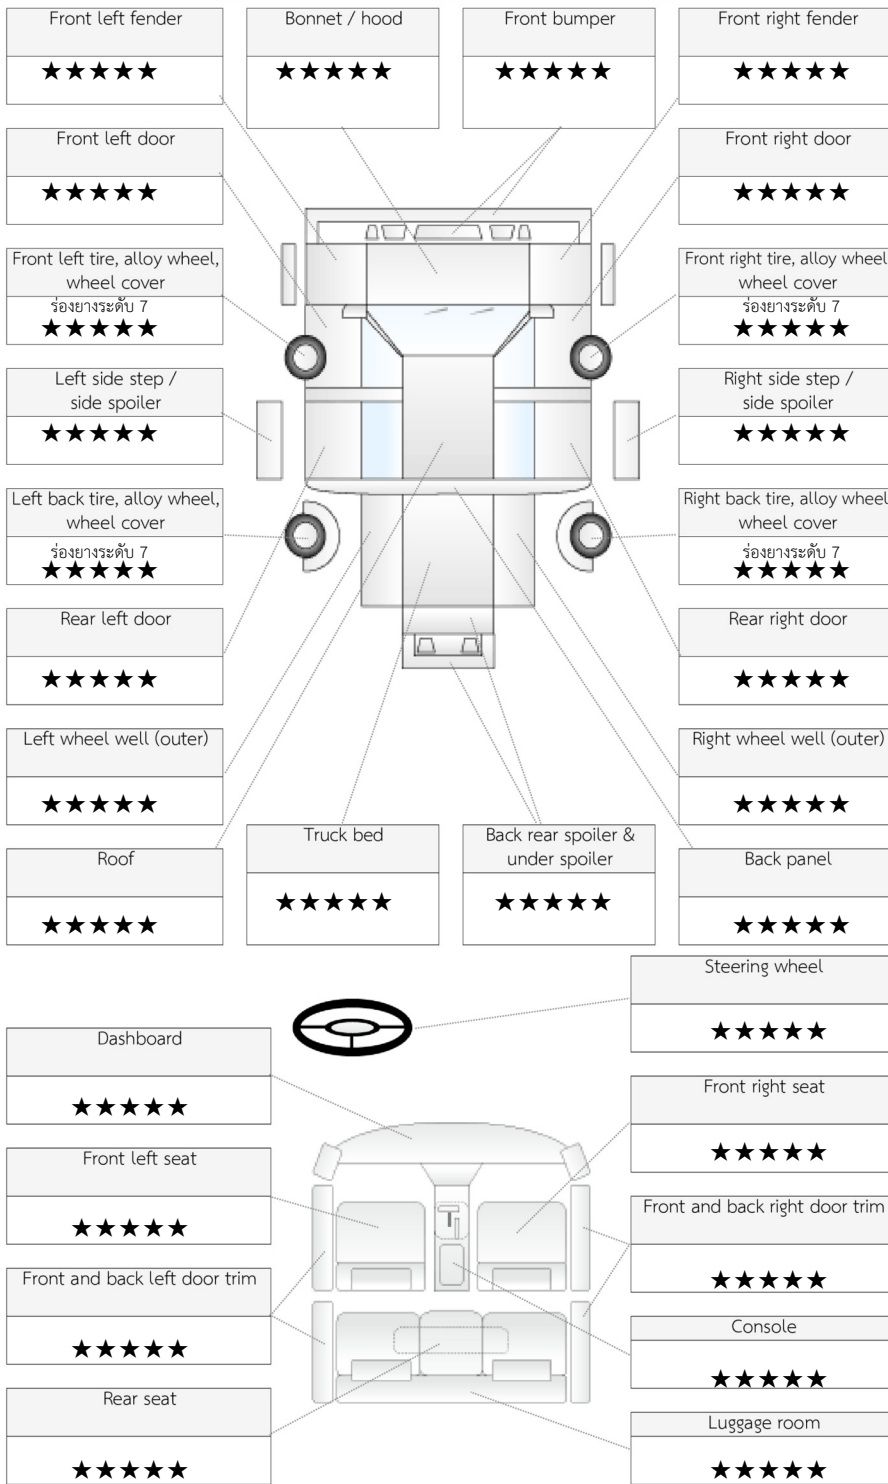 Front left fender
★★★★★
Bonnet / hood
★★★★★
Front bumper
★★★★★
Front right fender
★★★★★
Front left door
★★★★★
Front right door
★★★★★
Front left tire, alloy wheel,
wheel cover
ร่องยางระดับ 7
★★★★★
Front right tire, alloy wheel
wheel cover
ร่องยางระดับ 7
★★★★★
Left side step /
side spoiler
★★★★★
Right side step /
side spoiler
★★★★★
Left back tire, alloy wheel,
wheel cover
ร่องยางระดับ 7
★★★★★
Right back tire, alloy wheel
wheel cover
ร่องยางระดับ 7
★★★★★
Rear left door
★★★★★
Rear right door
★★★★★
Left wheel well (outer)
★★★★★
Right wheel well (outer)
★★★★★
Roof
★★★★★
Truck bed
★★★★★
Back rear spoiler &
under spoiler
★★★★★
Back panel
★★★★★
Steering wheel
★★★★★
Dashboard
★★★★★
Front right seat
★★★★★
Front left seat
★★★★★
Front and back right door trim
★★★★★
Front and back left door trim
★★★★★
Console
★★★★★
Rear seat
★★★★★
Luggage room
★★★★★